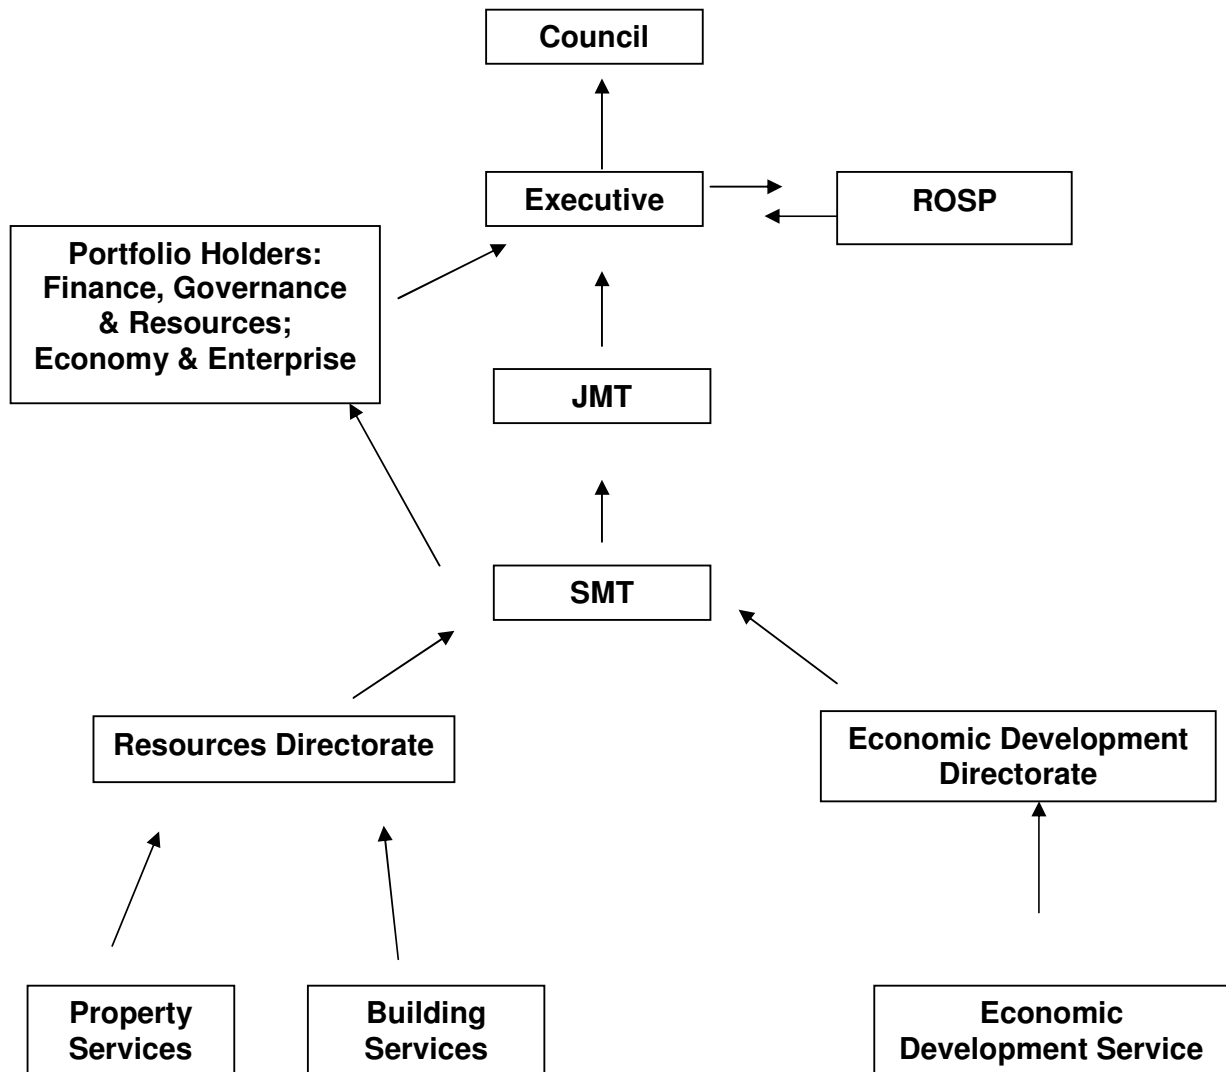 Council
Executive
ROSP
Portfolio Holders:
Finance, Governance
& Resources;
Economy & Enterprise
JMT
SMT
Resources Directorate
Economic Development
Directorate
Property
Services
Building
Services
Economic
Development Service